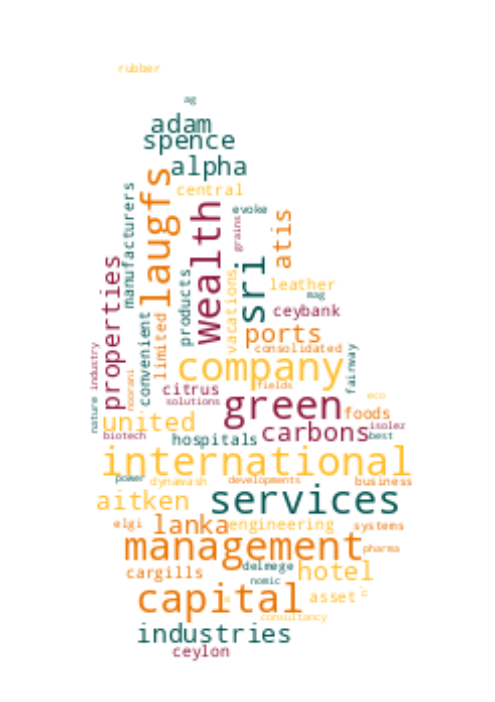 rubber
ag
adam
spence
alpha
central
laugfs
manufacturers
wealth
evoke
grains
atis
sri
properties
products
vacations
leather
mag
ceybank
convenient
limited
ports
consolidated
company
fairway
industry
noorani
nature
citrus
fields
solutions
green
eco
foods
united
carbons
isolez
biotech
hospitals
best
international
power
dynawash
developments
business
aitken
services
elgi
lanka
engineering
systems
management
pharma
cargills
delmege
hotel
nomic
capital
asset
consultancy
industries
ceylon